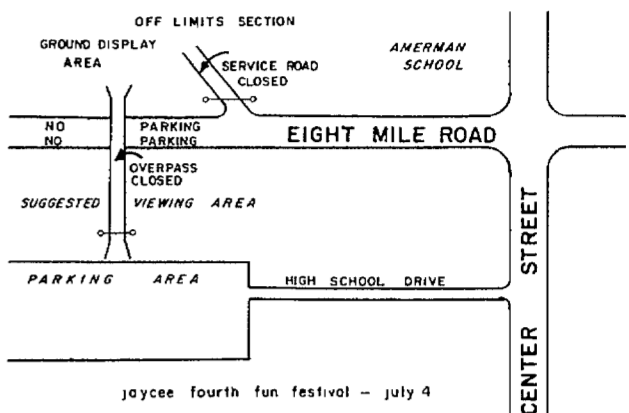 OFF LIMITS SECTION
GROUND DISPLAY
AREA
SERVICE ROAD
CLOSED
AMERMAN
SCHOOL
NO PARKING
NO PARKING
EIGHT MILE ROAD
OVERPASS
CLOSED
SUGGESTED VIEWING AREA
PARKING AREA
HIGH SCHOOL DRIVE
CENTER STREET
jaycee fourth fun festival — july 4